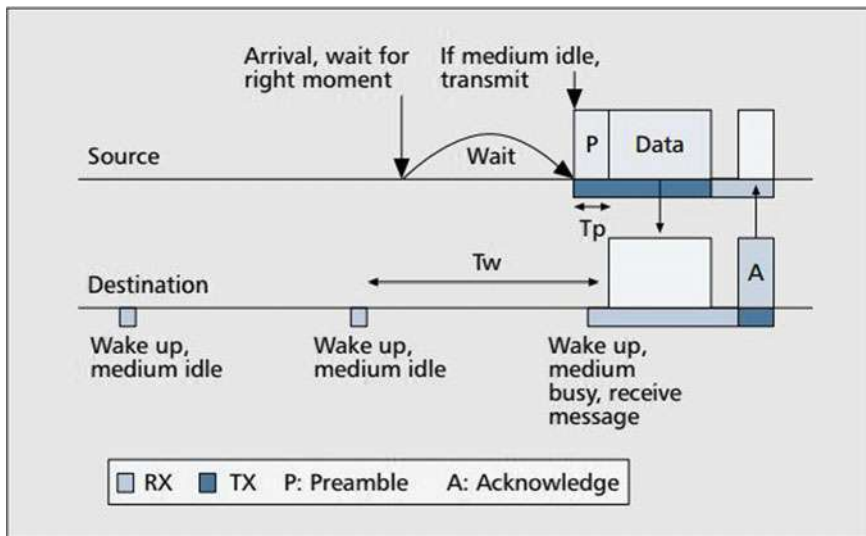 Arrival, wait for
right moment
If medium idle,
transmit
Source
Wait
P
Data
Tp
Tw
Destination
A
Wake up,
medium idle
Wake up,
medium idle
Wake up,
medium
busy, receive
message
RX TX P: Preamble A: Acknowledge